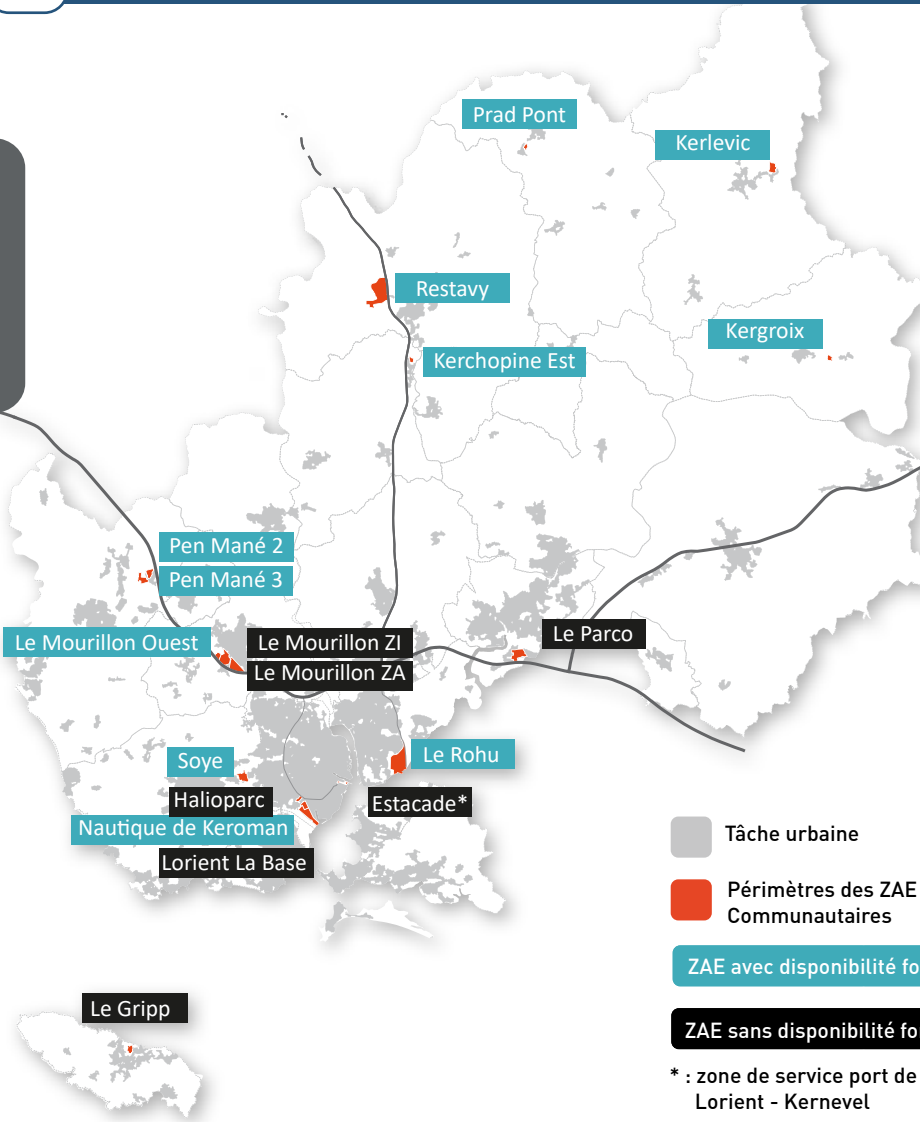 Prad Pont
Kerlevic
Restavy
Kergroix
Kerchopine Est
Pen Mané 2
Pen Mané 3
Le Mourillon Ouest
Le Mourillon ZI
Le Mourillon ZA
Le Parco
Soye
Le Rohu
Halioparc
Estacade*
Nautique de Keroman
Lorient La Base
Le Gripp
Tâche urbaine
Périmètres des ZAE
Communautaires
ZAE avec disponibilité fo
ZAE sans disponibilité fo
* : zone de service port de
Lorient - Kernevel